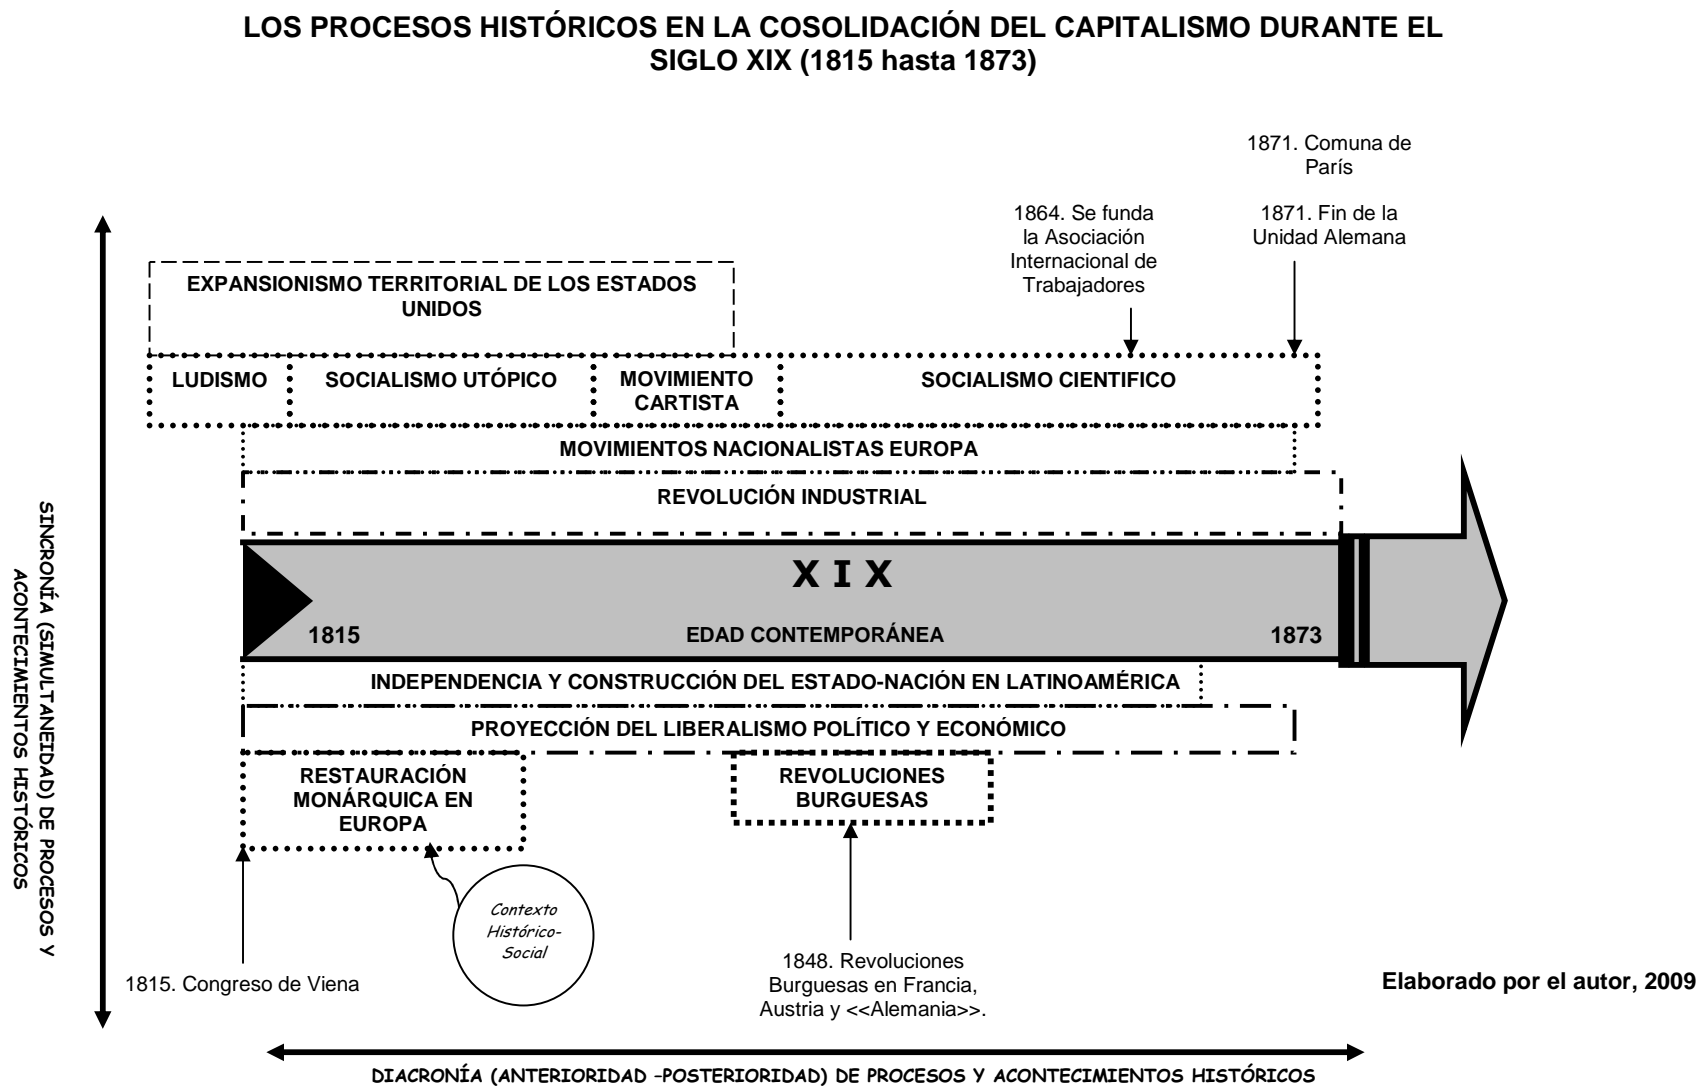 LOS PROCESOS HISTÓRICOS EN LA COSOLIDACIÓN DEL CAPITALISMO DURANTE EL
SIGLO XIX (1815 hasta 1873)
1871. Comuna de
París
1864. Se funda
la Asociación
Internacional de
Trabajadores
1871. Fin de la
Unidad Alemana
EXPANSIONISMO TERRITORIAL DE LOS ESTADOS
UNIDOS
LUDISMO
SOCIALISMO UTÓPICO
MOVIMIENTO
CARTISTA
SOCIALISMO CIENTIFICO
MOVIMIENTOS NACIONALISTAS EUROPA
REVOLUCIÓN INDUSTRIAL
X I X
1815
EDAD CONTEMPORÁNEA
1873
INDEPENDENCIA Y CONSTRUCCIÓN DEL ESTADO-NACIÓN EN LATINOAMÉRICA
PROYECCIÓN DEL LIBERALISMO POLÍTICO Y ECONÓMICO
RESTAURACIÓN
MONÁRQUICA EN
EUROPA
REVOLUCIONES
BURGUESAS
Contexto
Histórico-
Social
1815. Congreso de Viena
1848. Revoluciones
Burguesas en Francia,
Austria y <<Alemania>>.
Elaborado por el autor, 2009
SINCRONÍA (SIMULTANEIDAD) DE PROCESOS Y
ACONTECIMIENTOS HISTÓRICOS
DIACRONÍA (ANTERIORIDAD –POSTERIORIDAD) DE PROCESOS Y ACONTECIMIENTOS HISTÓRICOS